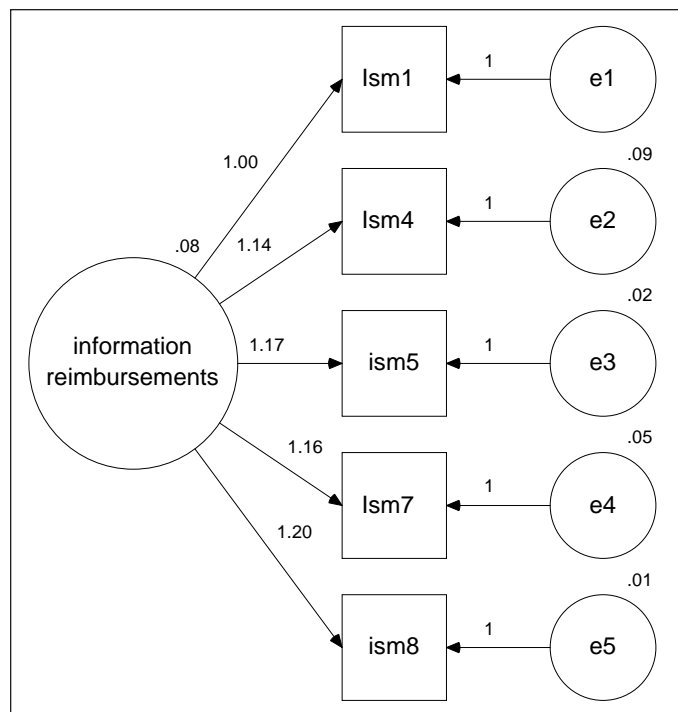 Ism1
1
e1
1.00
.09
Ism4
1
e2
.08
1.14
.02
information
reimbursements
1.17
ism5
1
e3
.05
1.16
Ism7
1
e4
1.20
.01
ism8
1
e5